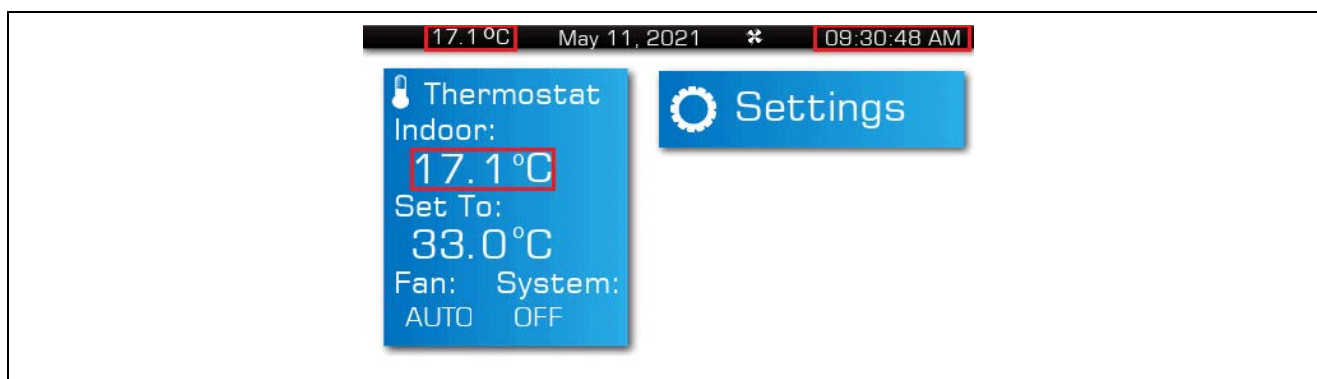 17.1 ºC May 11, 2021 09:30:48 AM
Thermostat
Indoor:
17.1°C
Set To:
33.0°C
Fan: System:
AUTO OFF
Settings